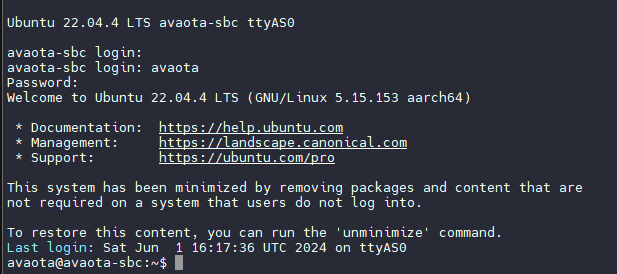 Ubuntu 22.04.4 LTS avaota-sbc ttyAS0
avaota-sbc login:
avaota-sbc login: avaota
Password:
Welcome to Ubuntu 22.04.4 LTS (GNU/Linux 5.15.153 aarch64)
* Documentation:  https://help.ubuntu.com
* Management:     https://landscape.canonical.com
* Support:        https://ubuntu.com/pro
This system has been minimized by removing packages and content that are
not required on a system that users do not log into.
To restore this content, you can run the 'unminimize' command.
Last login: Sat Jun  1 16:17:36 UTC 2024 on ttyAS0
avaota@avaota-sbc:~$